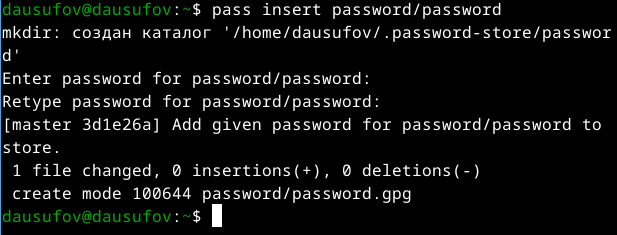 dausufov@dausufov:~$ pass insert password/password
mkdir: создан каталог '/home/dausufov/.password-store/passwor
d'
Enter password for password/password:
Retype password for password/password:
[master 3d1e26a] Add given password for password/password to
store.
 1 file changed, 0 insertions(+), 0 deletions(-)
 create mode 100644 password/password.gpg
dausufov@dausufov:~$